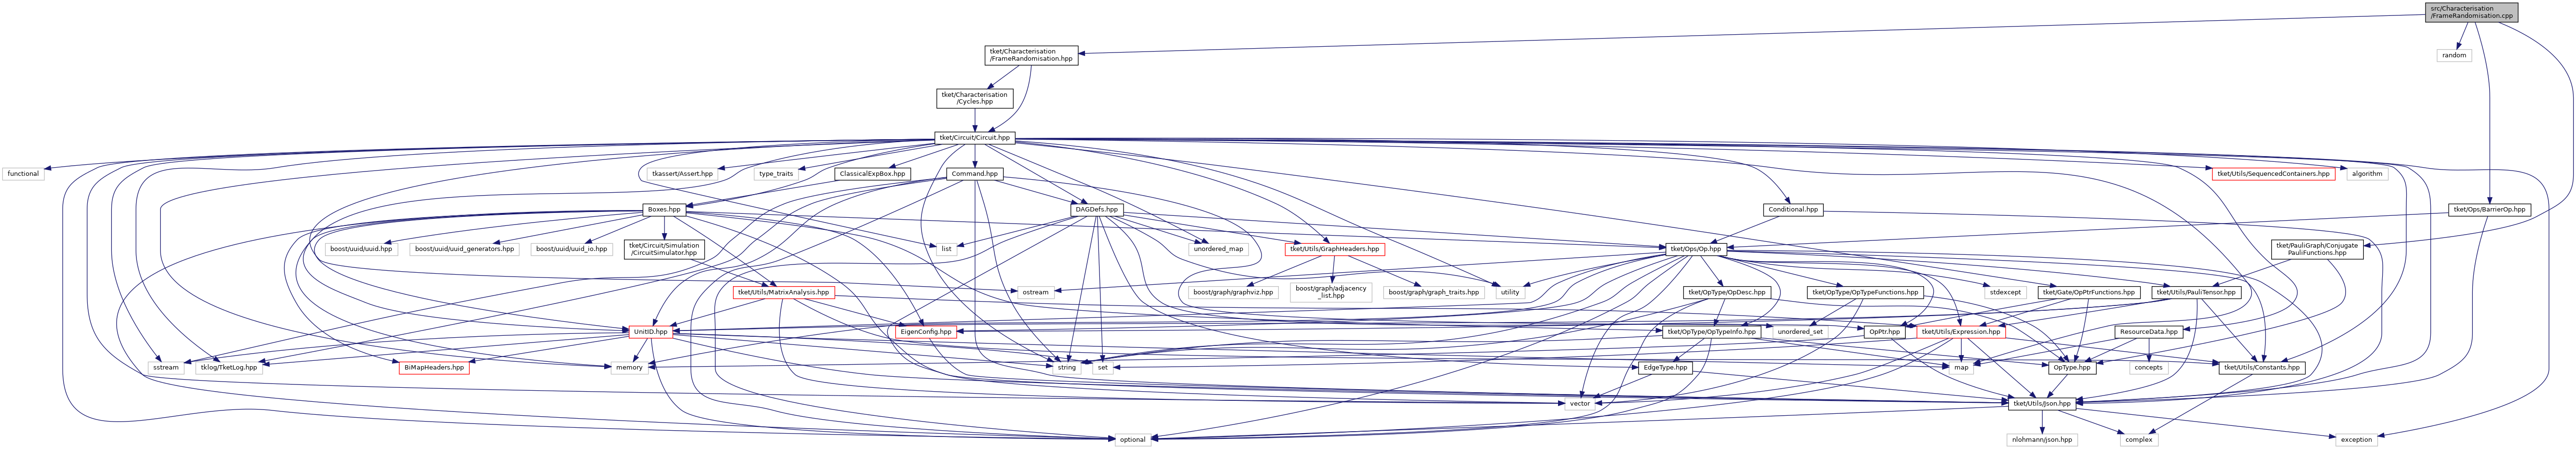 src/Characterisation
/FrameRandomisation.cpp
tket/Characterisation
/FrameRandomisation.hpp
random
tket/Characterisation
/Cycles.hpp
tket/Circuit/Circuit.hpp
functional
tkassert/Assert.hpp
type_traits
ClassicalExpBox.hpp
Command.hpp
tket/Utils/SequencedContainers.hpp
algorithm
Boxes.hpp
DAGDefs.hpp
Conditional.hpp
tket/Ops/BarrierOp.hpp
boost/uuid/uuid.hpp
boost/uuid/uuid_generators.hpp
boost/uuid/uuid_io.hpp
tket/Circuit/Simulation
/CircuitSimulator.hpp
list
unordered_map
tket/Utils/GraphHeaders.hpp
tket/Ops/Op.hpp
tket/PauliGraph/Conjugate
PauliFunctions.hpp
tket/Utils/MatrixAnalysis.hpp
ostream
boost/graph/graphviz.hpp
boost/graph/adjacency
_list.hpp
boost/graph/graph_traits.hpp
utility
tket/OpType/OpDesc.hpp
tket/OpType/OpTypeFunctions.hpp
stdexcept
tket/Gate/OpPtrFunctions.hpp
tket/Utils/PauliTensor.hpp
UnitID.hpp
EigenConfig.hpp
tket/OpType/OpTypeInfo.hpp
unordered_set
OpPtr.hpp
tket/Utils/Expression.hpp
ResourceData.hpp
sstream
tklog/TketLog.hpp
BiMapHeaders.hpp
memory
string
set
EdgeType.hpp
map
OpType.hpp
concepts
tket/Utils/Constants.hpp
vector
tket/Utils/Json.hpp
optional
nlohmann/json.hpp
complex
exception